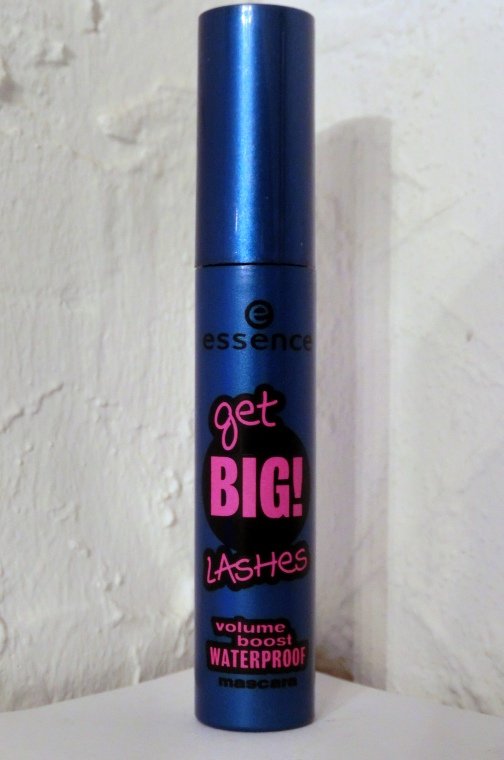 e
essence
get
BIG!
LASHes
volume
boost
WATERPROOF
mascara